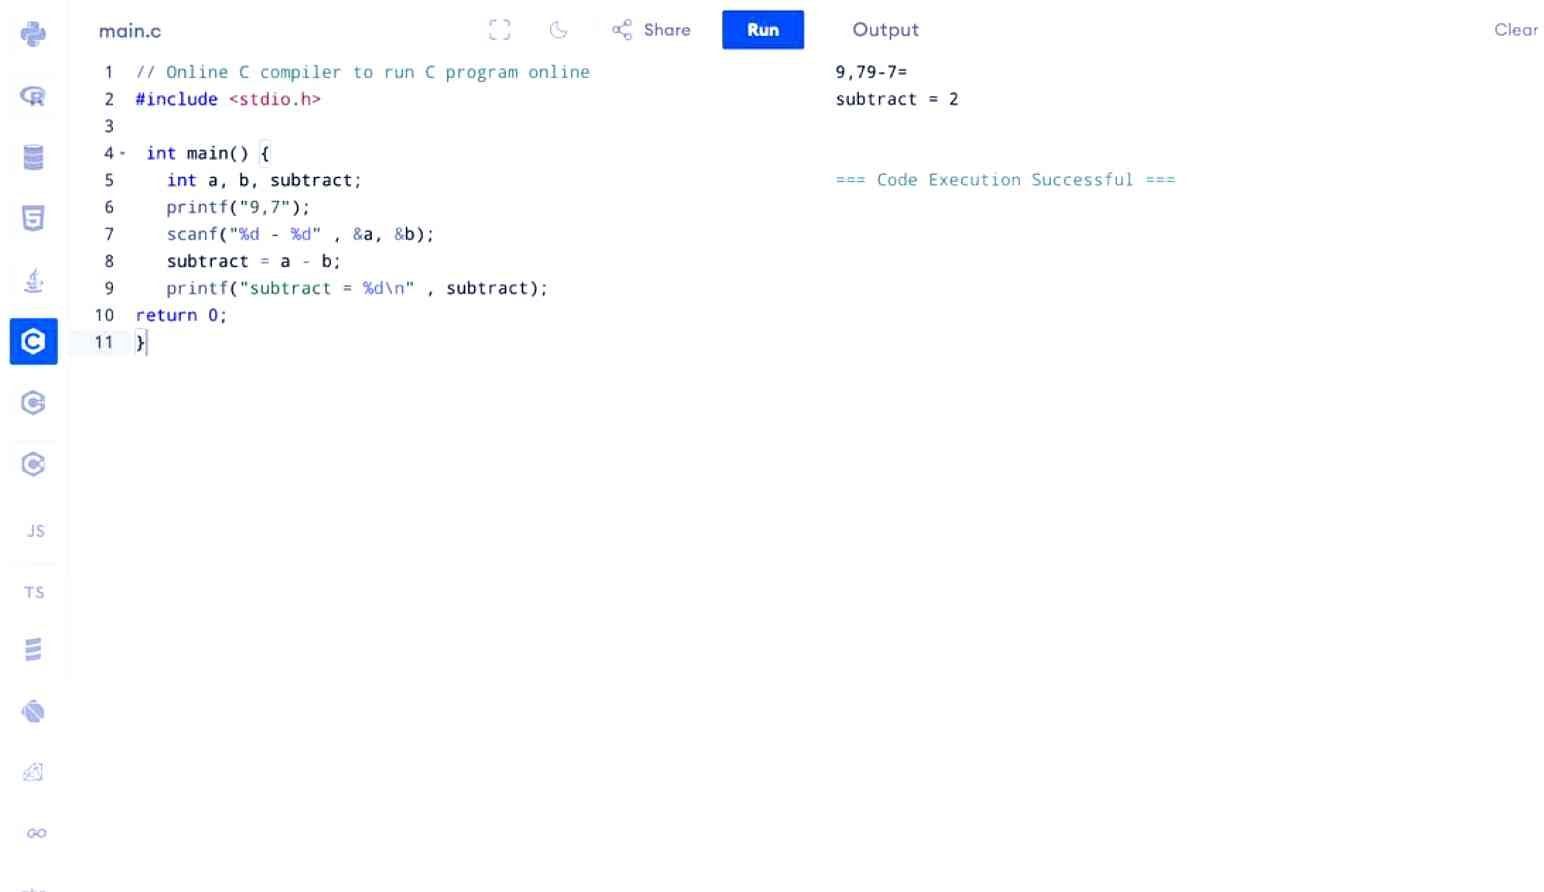 main.c
Share
Run
Output
Clear
1 // Online C compiler to run C program online
2 #include <stdio.h>
3
4 int main() {
5 int a, b, subtract;
6 printf("9,7");
7 scanf("%d - %d" , &a, &b);
8 subtract = a - b;
9 printf("subtract = %d\n" , subtract);
10 return 0;
11 }
9,79-7=
subtract = 2
=== Code Execution Successful ===
JS
TS
GO